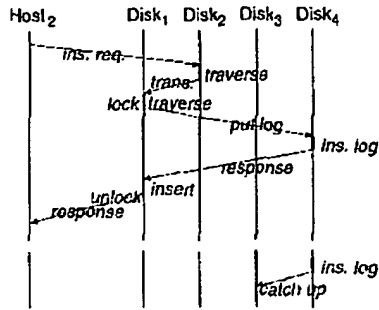 Host₂ Disk₁ Disk₂ Disk₃ Disk₄
ins. req.
traverse
trans.
lock traverse
put log
ins. log
response
insert
unlock
response
ins. log
catch up